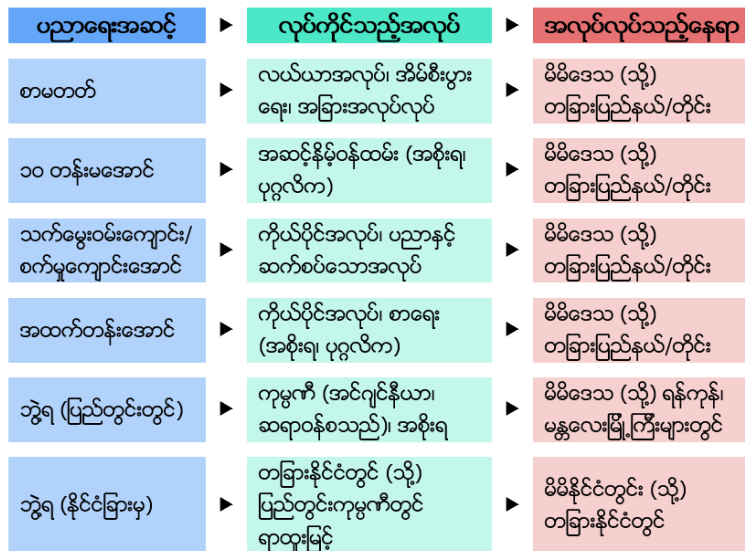 ပညာရေးအဆင့်
လုပ်ကိုင်သည့်အလုပ်
အလုပ်လုပ်သည့်နေရာ
စာမတတ်
လယ်ယာအလုပ်၊ အိမ်စီးပွား
ရေး၊ အခြားအလုပ်လုပ်
မိမိဒေသ (သို့)
တခြားပြည်နယ်/တိုင်း
၁၀ တန်းမအောင်
အဆင့်နိမ့်ဝန်ထမ်း (အစိုးရ၊
ပုဂ္ဂလိက)
မိမိဒေသ (သို့)
တခြားပြည်နယ်/တိုင်း
သက်မွေးဝမ်းကျောင်း/
စက်မှုကျောင်းအောင်
ကိုယ်ပိုင်အလုပ်၊ ပညာနှင့်
ဆက်စပ်သောအလုပ်
မိမိဒေသ (သို့)
တခြားပြည်နယ်/တိုင်း
အထက်တန်းအောင်
ကိုယ်ပိုင်အလုပ်၊ စာရေး
(အစိုးရ၊ ပုဂ္ဂလိက)
မိမိဒေသ (သို့)
တခြားပြည်နယ်/တိုင်း
ဘွဲ့ရ (ပြည်တွင်းတွင်)
ကုမ္ပဏီ (အင်ဂျင်နီယာ၊
ဆရာဝန်စသည်)၊ အစိုးရ
မိမိဒေသ (သို့) ရန်ကုန်၊
မန္တလေးမြို့ကြီးများတွင်
ဘွဲ့ရ (နိုင်ငံခြားမှ)
တခြားနိုင်ငံတွင် (သို့)
ပြည်တွင်းကုမ္ပဏီတွင်
ရာထူးမြင့်
မိမိနိုင်ငံတွင်း (သို့)
တခြားနိုင်ငံတွင်